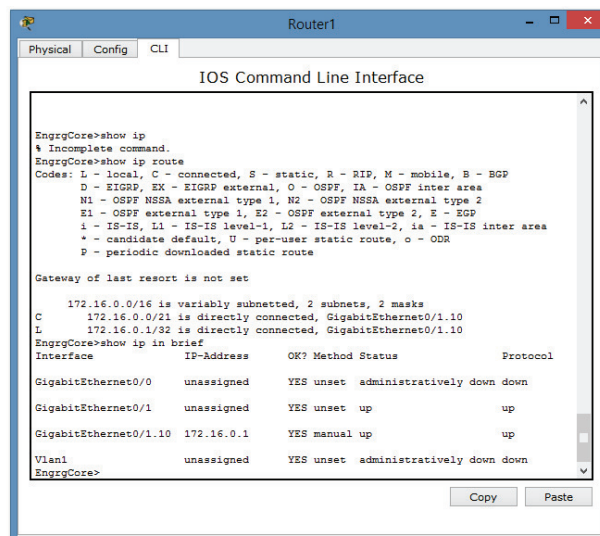 Router1
Physical Config CLI
IOS Command Line Interface
EngrgCore>show ip
% Incomplete command.
EngrgCore>show ip route
Codes: L - local, C - connected, S - static, R - RIP, M - mobile, B - BGP
D - EIGRP, EX - EIGRP external, O - OSPF, IA - OSPF inter area
N1 - OSPF NSSA external type 1, N2 - OSPF NSSA external type 2
E1 - OSPF external type 1, E2 - OSPF external type 2, E - EGP
i - IS-IS, L1 - IS-IS level-1, L2 - IS-IS level-2, ia - IS-IS inter area
* - candidate default, U - per-user static route, o - ODR
P - periodic downloaded static route
Gateway of last resort is not set
172.16.0.0/16 is variably subnetted, 2 subnets, 2 masks
C 172.16.0.0/21 is directly connected, GigabitEthernet0/1.10
L 172.16.0.1/32 is directly connected, GigabitEthernet0/1.10
EngrgCore>show ip in brief
Interface IP-Address OK? Method Status Protocol
GigabitEthernet0/0 unassigned YES unset administratively down down
GigabitEthernet0/1 unassigned YES unset up up
GigabitEthernet0/1.10 172.16.0.1 YES manual up up
Vlan1 unassigned YES unset administratively down down
EngrgCore>
Copy Paste